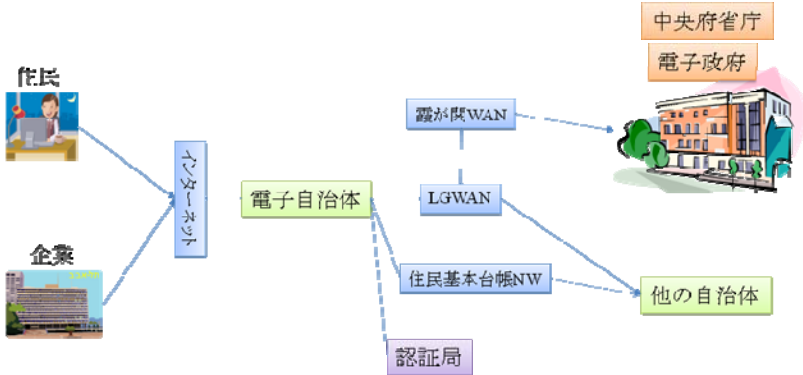 住民
企業
インターネット
電子自治体
霞が関WAN
LGWAN
住民基本台帳NW
認証局
中央府省庁
電子政府
他の自治体